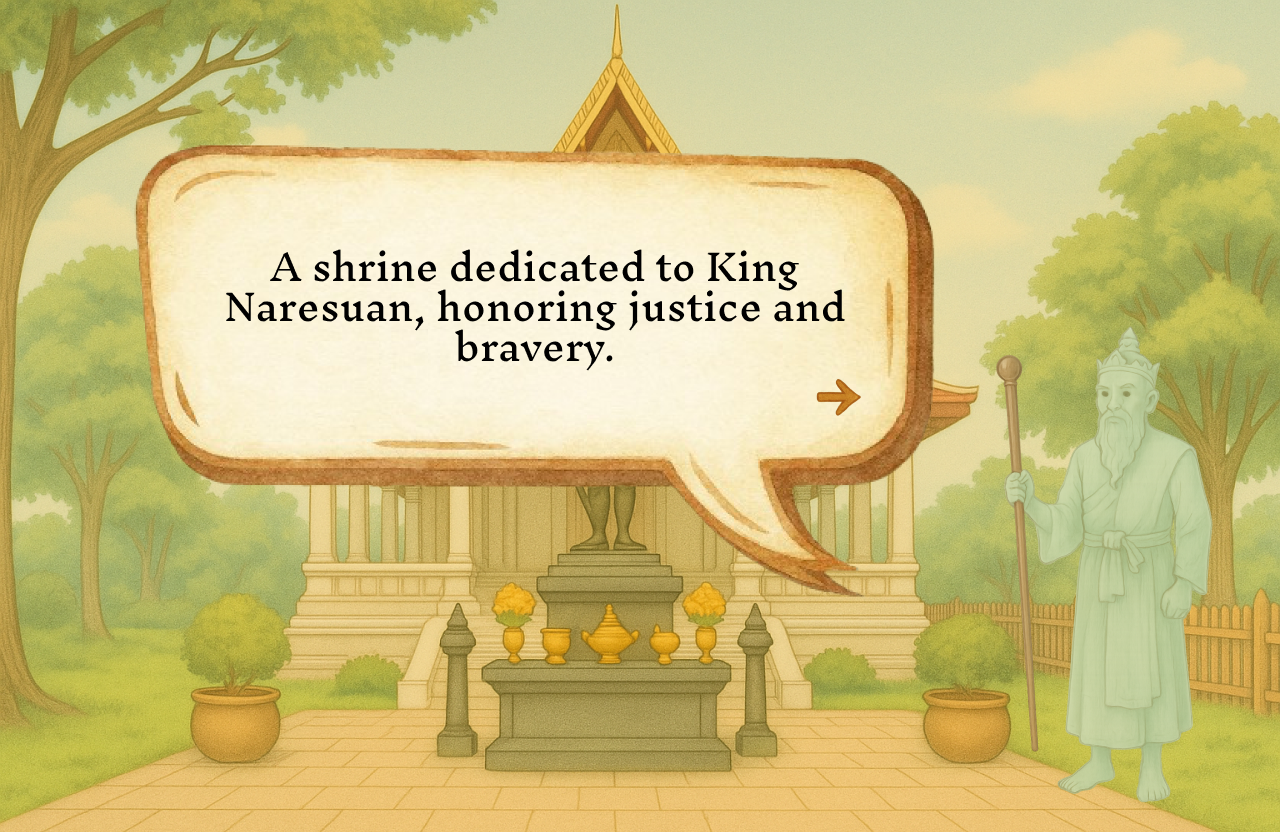 A shrine dedicated to King
Naresuan, honoring justice and
bravery.